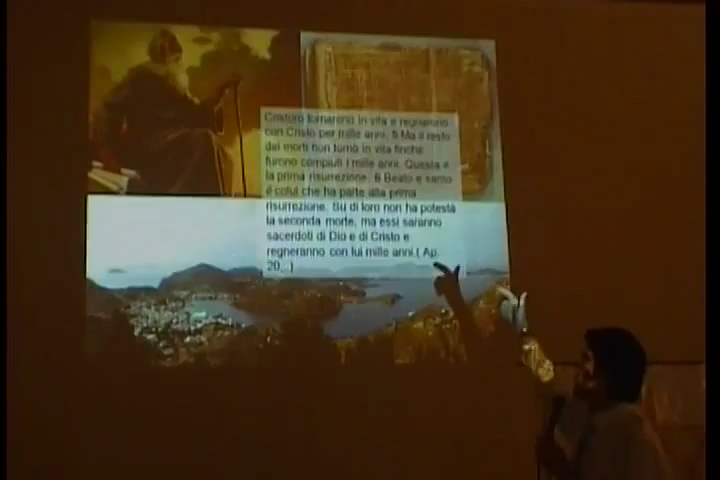 Costoro tornarono in vita e regnarono
con Cristo per mille anni. 5 Ma il resto
dei morti non tornò in vita finché
furono compiuti i mille anni. Questa è
la prima risurrezione. 6 Beato e santo
è colui che ha parte alla prima
risurrezione. Su di loro non ha potestà
la seconda morte, ma essi saranno
sacerdoti di Dio e di Cristo e
regneranno con lui mille anni.( Ap.
20,..)